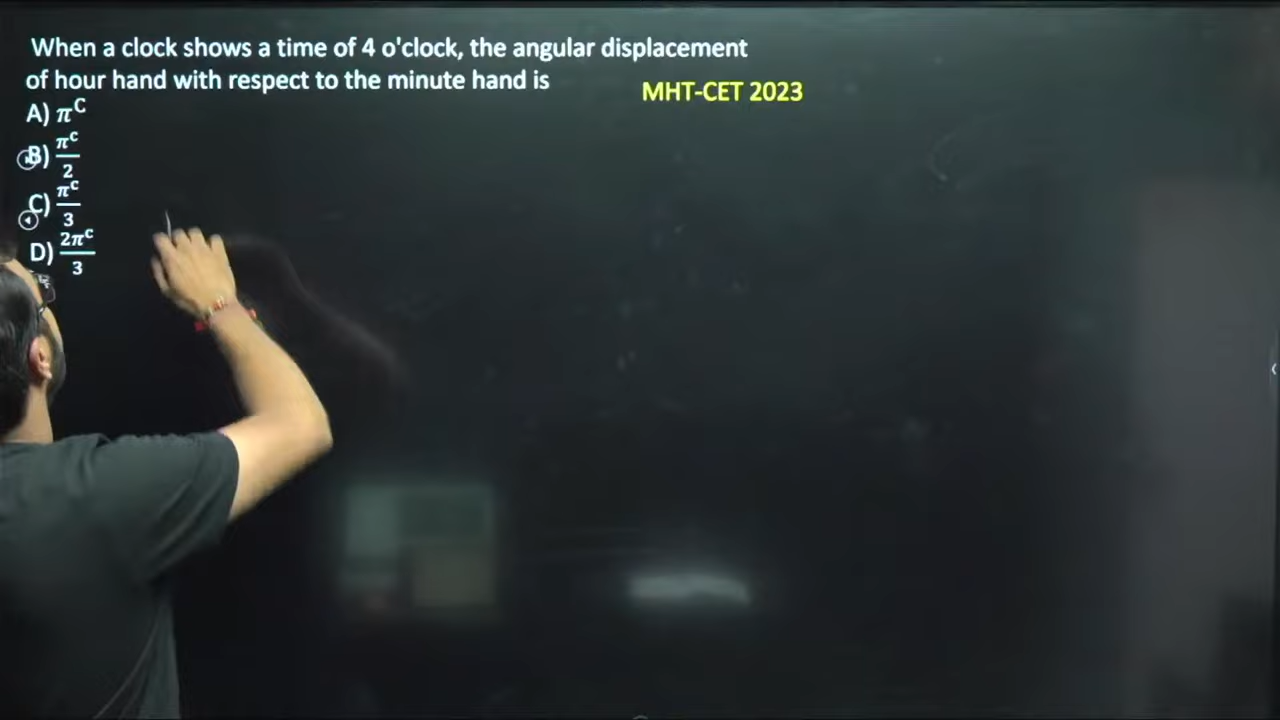 When a clock shows a time of 4 o'clock, the angular displacement
of hour hand with respect to the minute hand is
MHT-CET 2023
A) π^C
B) π^c/2
C) π^c/3
D) 2π^c/3